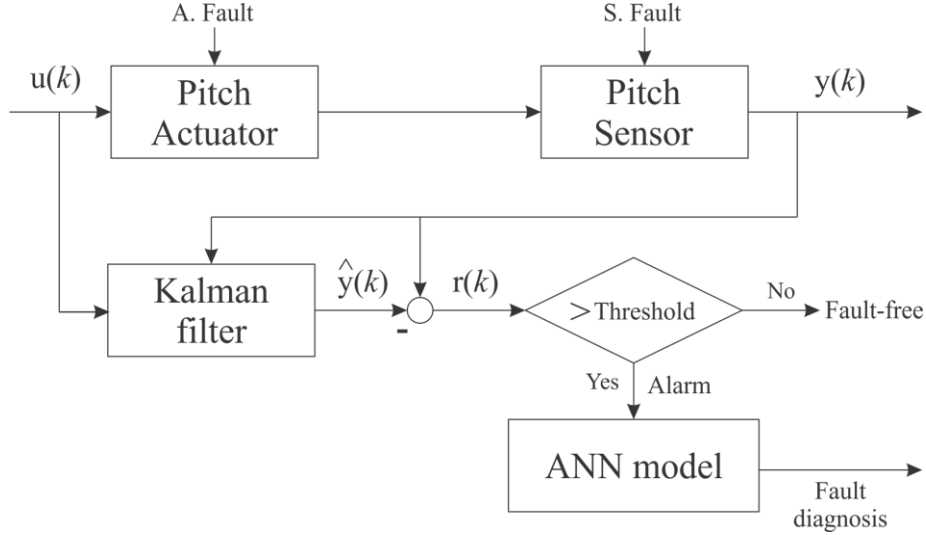 A. Fault
S. Fault
u(k)
Pitch
Actuator
Pitch
Sensor
y(k)
Kalman
filter
ŷ(k)
-
r(k)
>Threshold
No
Fault-free
Yes
Alarm
ANN model
Fault
diagnosis